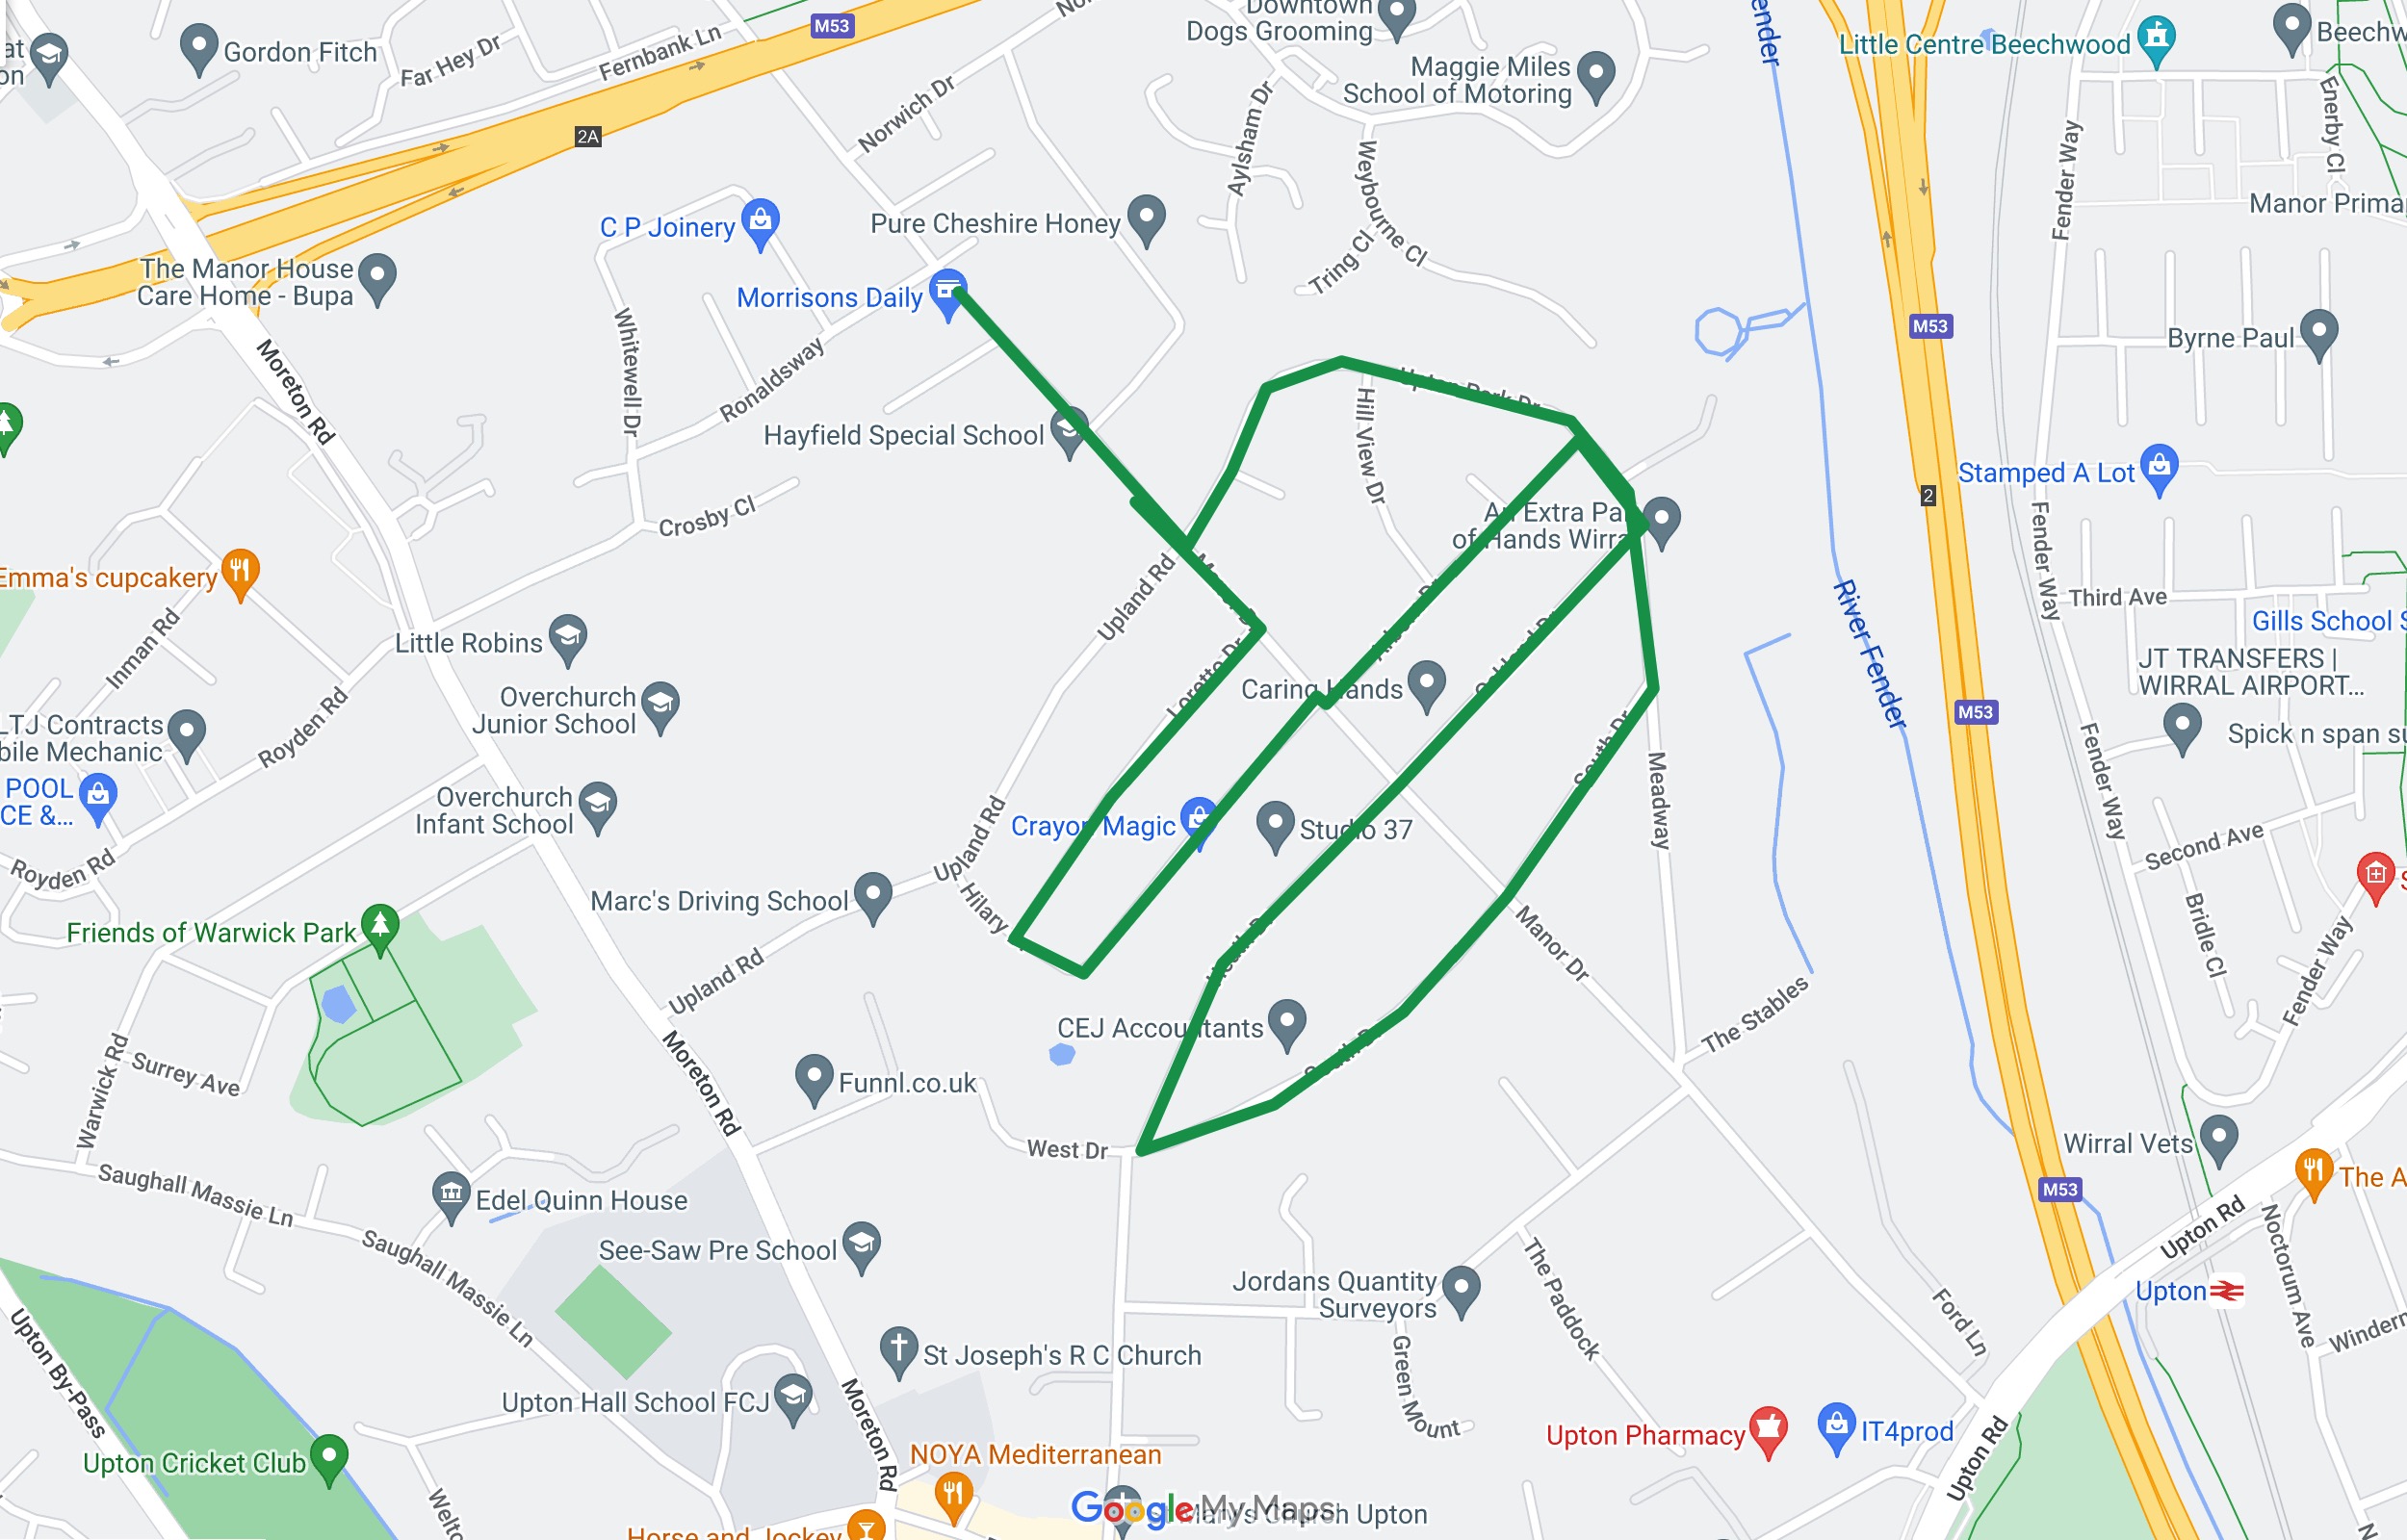 Downtown
Dogs Grooming
Gordon Fitch
Far Hey Dr
Fernbank Ln
M53
Little Centre Beechwood
Maggie Miles
School of Motoring
Norwich Dr
Aylsham Dr
Weybourne Cl
Tring Cl
2A
Fender Way
Enerby Cl
C P Joinery
Pure Cheshire Honey
The Manor House
Care Home - Bupa
Morrisons Daily
Whitewell Dr
Ronaldsway
Moreton Rd
M53
Byrne Paul
Hayfield Special School
Hill View Dr
Stamped A Lot
2
Crosby Cl
of Hands Wirral
Fender Way
Emma's cupcakery
Upland Rd
Third Ave
River Fender
Inman Rd
Little Robins
Loretto Dr
Gills School
JT TRANSFERS |
WIRRAL AIRPORT...
Overchurch
Junior School
Caring Hands
M53
LTJ Contracts
bile Mechanic
Royden Rd
South Dr
Meadway
Fender Way
Spick n span
POOL
CE &...
Overchurch
Infant School
Crayon Magic
Studio 37
Upland Rd
Second Ave
Royden Rd
Marc's Driving School
Hilary
Manor Dr
Bridle Cl
Friends of Warwick Park
Upland Rd
Fender Way
CEJ Accountants
The Stables
Moreton Rd
Warwick Rd
Surrey Ave
Funnl.co.uk
West Dr
Wirral Vets
Saughall Massie Ln
Edel Quinn House
M53
Upton Rd
The A
Noctorum Ave
See-Saw Pre School
Saughall Massie Ln
Jordans Quantity
Surveyors
The Paddock
Upton
Ford Ln
Upton By-Pass
St Joseph's R C Church
Green Mount
Upton Hall School FCJ
Moreton Rd
Upton Pharmacy
IT4prod
Upton Cricket Club
NOYA Mediterranean
Upton Rd
Google My Maps
Church Upton
Horse and Jockey